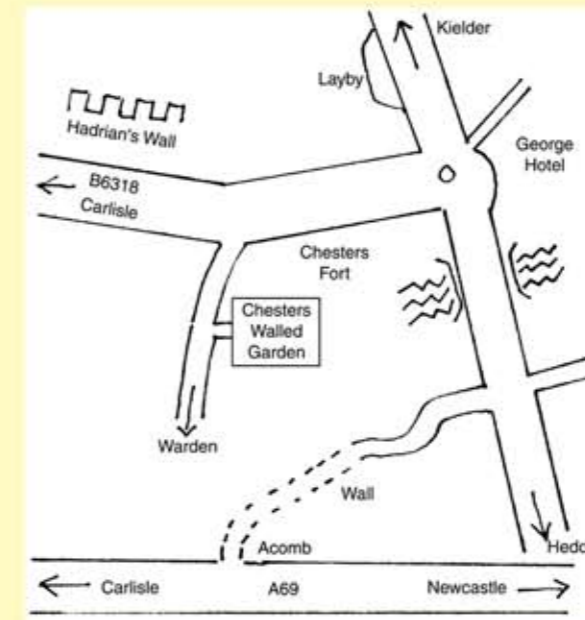 Kielder
Layby
Hadrian's Wall
George
Hotel
B6318
Carlisle
Chesters
Fort
Chesters
Walled
Garden
Warden
Wall
Acomb
Hedd
Carlisle
A69
Newcastle